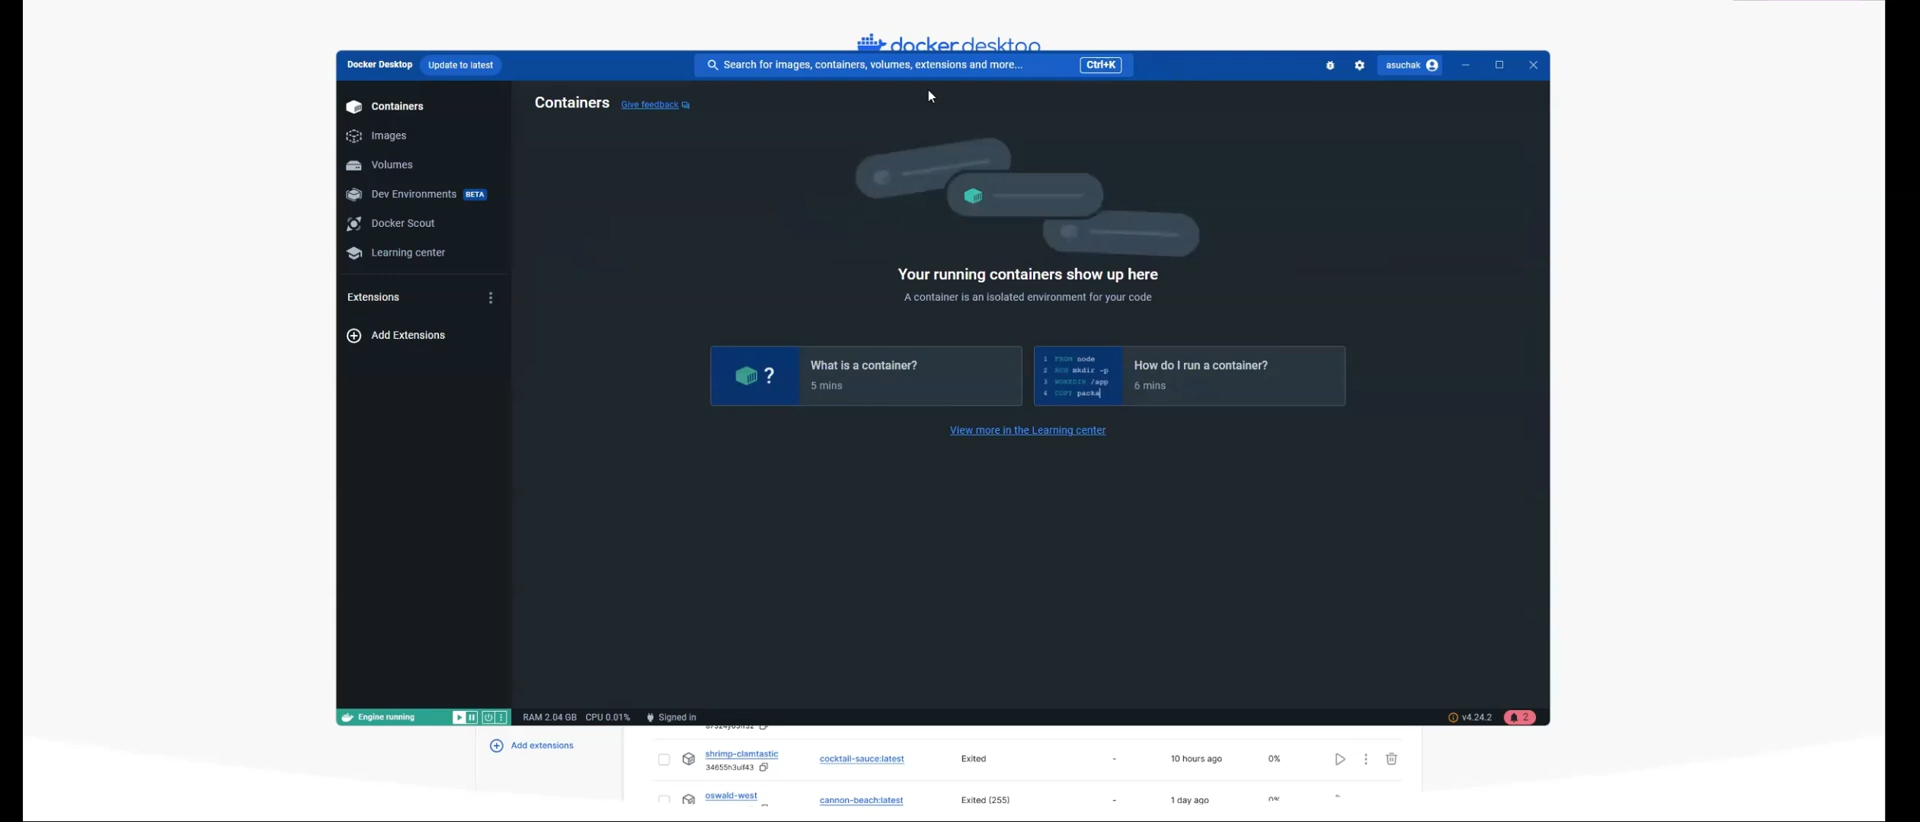 docker desktop
Docker Desktop
Update to latest
Search for images, containers, volumes, extensions and more...
Ctrl+K
asuchak
Containers
Images
Volumes
Dev Environments BETA
Docker Scout
Learning center
Extensions
Add Extensions
Containers
Give feedback
Your running containers show up here
A container is an isolated environment for your code
?
What is a container?
5 mins
1 FROM node
2 RUN mkdir -p
3 WORKDIR /app
4 COPY packa
How do I run a container?
6 mins
View more in the Learning center
Engine running
RAM 2.04 GB CPU 0.01%
Signed in
v4.24.2
2
Add extensions
shrimp-clamtastic
34655h3uif43
cocktail-sauce:latest
Exited
-
10 hours ago
0%
oswald-west
cannon-beach:latest
Exited (255)
-
1 day ago